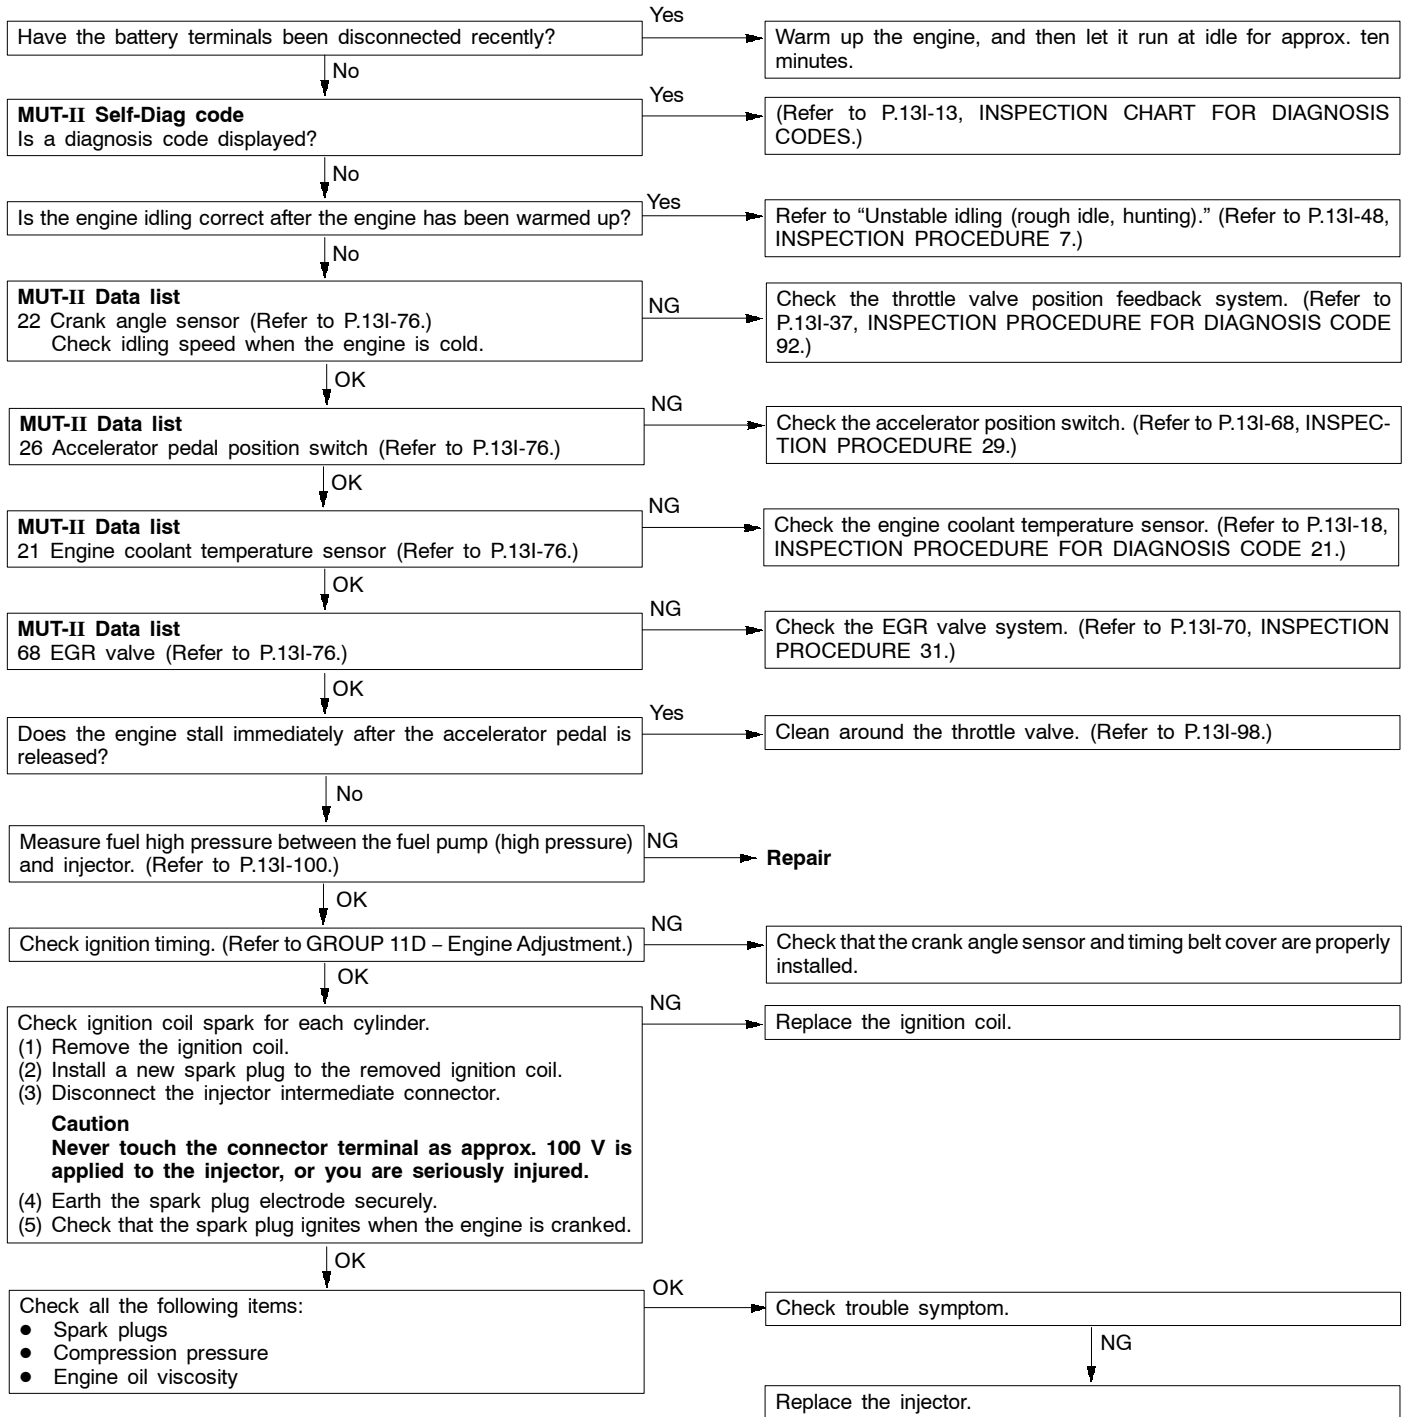 Have the battery terminals been disconnected recently?
Yes
Warm up the engine, and then let it run at idle for approx. ten
minutes.
No
MUT-II Self-Diag code
Is a diagnosis code displayed?
Yes
(Refer to P.13I-13, INSPECTION CHART FOR DIAGNOSIS
CODES.)
No
Is the engine idling correct after the engine has been warmed up?
Yes
Refer to “Unstable idling (rough idle, hunting).” (Refer to P.13I-48,
INSPECTION PROCEDURE 7.)
No
MUT-II Data list
22 Crank angle sensor (Refer to P.13I-76.)
Check idling speed when the engine is cold.
NG
Check the throttle valve position feedback system. (Refer to
P.13I-37, INSPECTION PROCEDURE FOR DIAGNOSIS CODE
92.)
OK
MUT-II Data list
26 Accelerator pedal position switch (Refer to P.13I-76.)
NG
Check the accelerator position switch. (Refer to P.13I-68, INSPEC-
TION PROCEDURE 29.)
OK
MUT-II Data list
21 Engine coolant temperature sensor (Refer to P.13I-76.)
NG
Check the engine coolant temperature sensor. (Refer to P.13I-18,
INSPECTION PROCEDURE FOR DIAGNOSIS CODE 21.)
OK
MUT-II Data list
68 EGR valve (Refer to P.13I-76.)
NG
Check the EGR valve system. (Refer to P.13I-70, INSPECTION
PROCEDURE 31.)
OK
Does the engine stall immediately after the accelerator pedal is
released?
Yes
Clean around the throttle valve. (Refer to P.13I-98.)
No
Measure fuel high pressure between the fuel pump (high pressure)
and injector. (Refer to P.13I-100.)
NG
Repair
OK
Check ignition timing. (Refer to GROUP 11D – Engine Adjustment.)
NG
Check that the crank angle sensor and timing belt cover are properly
installed.
OK
Check ignition coil spark for each cylinder.
(1) Remove the ignition coil.
(2) Install a new spark plug to the removed ignition coil.
(3) Disconnect the injector intermediate connector.
Caution
Never touch the connector terminal as approx. 100 V is
applied to the injector, or you are seriously injured.
(4) Earth the spark plug electrode securely.
(5) Check that the spark plug ignites when the engine is cranked.
NG
Replace the ignition coil.
OK
Check all the following items:
● Spark plugs
● Compression pressure
● Engine oil viscosity
OK
Check trouble symptom.
NG
Replace the injector.